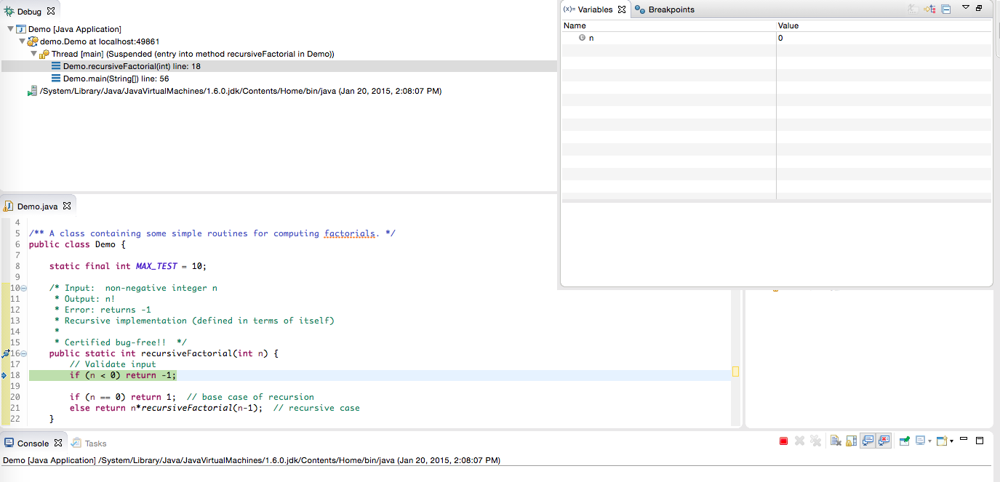 Debug
Demo [Java Application]
demo.Demo at localhost:49861
Thread [main] (Suspended (entry into method recursiveFactorial in Demo))
Demo.recursiveFactorial(int) line: 18
Demo.main(String[]) line: 56
/System/Library/Java/JavaVirtualMachines/1.6.0.jdk/Contents/Home/bin/java (Jan 20, 2015, 2:08:07 PM)
(x)= Variables Breakpoints
Name Value
n 0
Demo.java
4
5 /** A class containing some simple routines for computing factorials. */
6 public class Demo {
7
8 static final int MAX_TEST = 10;
9
10 /* Input:  non-negative integer n
11 * Output: n!
12 * Error: returns -1
13 * Recursive implementation (defined in terms of itself)
14 *
15 * Certified bug-free!!  */
16 public static int recursiveFactorial(int n) {
17 // Validate input
18 if (n < 0) return -1;
19
20 if (n == 0) return 1;  // base case of recursion
21 else return n*recursiveFactorial(n-1);  // recursive case
22 }
Console Tasks
Demo [Java Application] /System/Library/Java/JavaVirtualMachines/1.6.0.jdk/Contents/Home/bin/java (Jan 20, 2015, 2:08:07 PM)